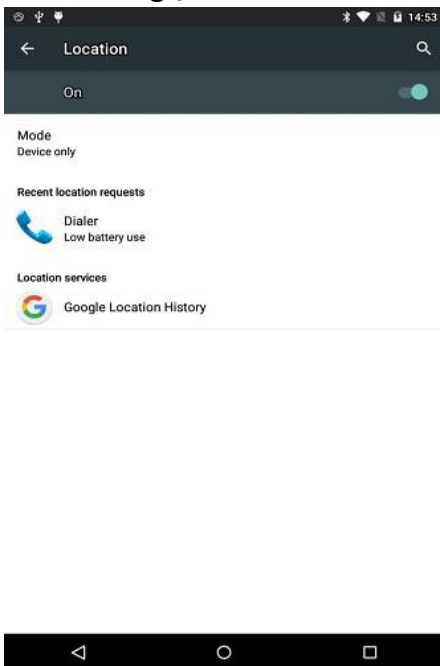 14:53
Location
On
Mode
Device only
Recent location requests
Dialer
Low battery use
Location services
Google Location History